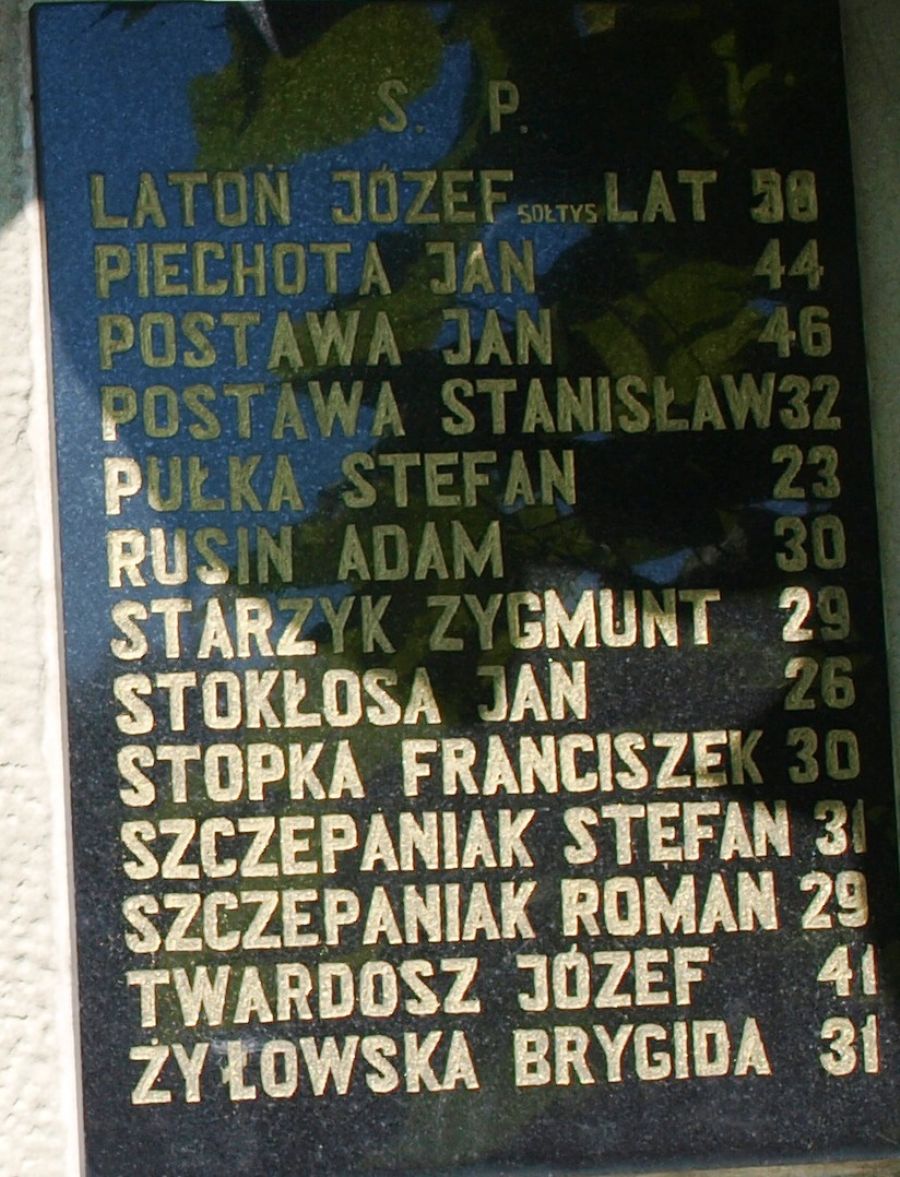 S. P.
LATOŃ JÓZEF SOŁTYS LAT
PIECHOTA JAN 44
POSTAWA JAN 46
POSTAWA STANISŁAW 32
PUŁKA STEFAN 23
RUSIN ADAM 30
STARZYK ZYGMUNT 29
STOKŁOSA JAN 26
STOPKA FRANCISZEK 30
SZCZEPANIAK STEFAN 31
SZCZEPANIAK ROMAN 29
TWARDOSZ JÓZEF 41
ŻYŁOWSKA BRYGIDA 31